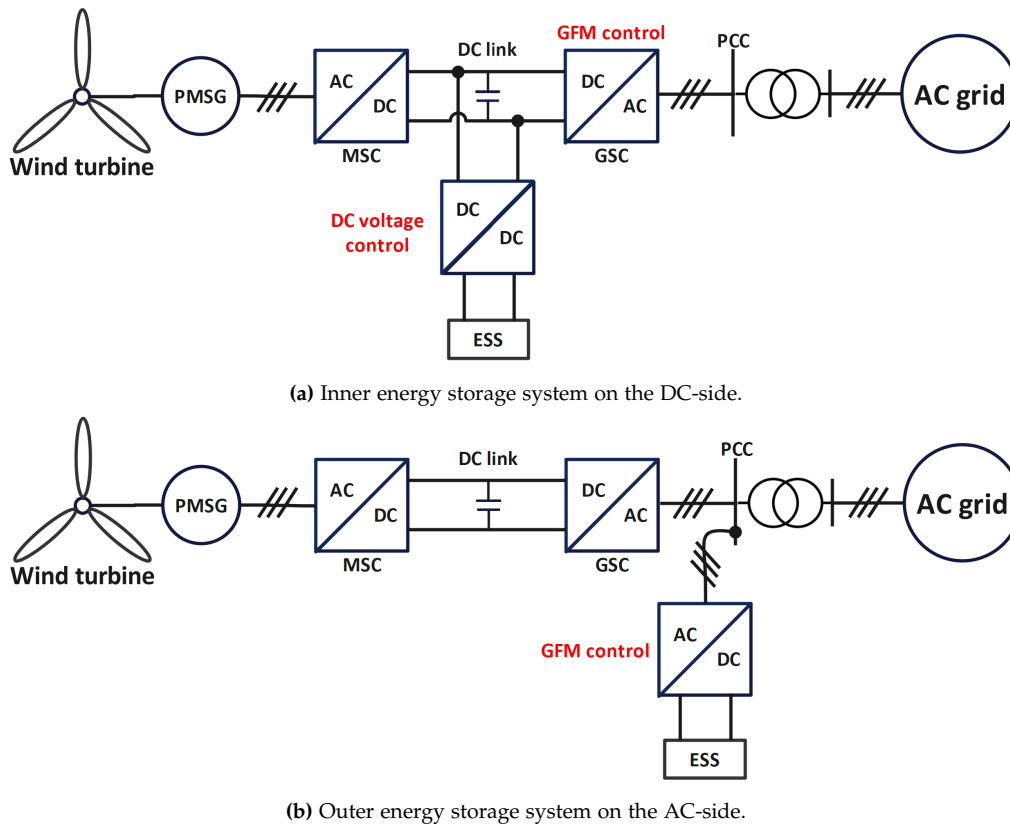 GFM control
PCC
DC link
PMSG
AC
DC
DC
AC
AC grid
MSC
GSC
Wind turbine
DC voltage
control
DC
DC
ESS
(a) Inner energy storage system on the DC-side.
PCC
DC link
PMSG
AC
DC
DC
AC
AC grid
MSC
GSC
Wind turbine
GFM control
AC
DC
ESS
(b) Outer energy storage system on the AC-side.